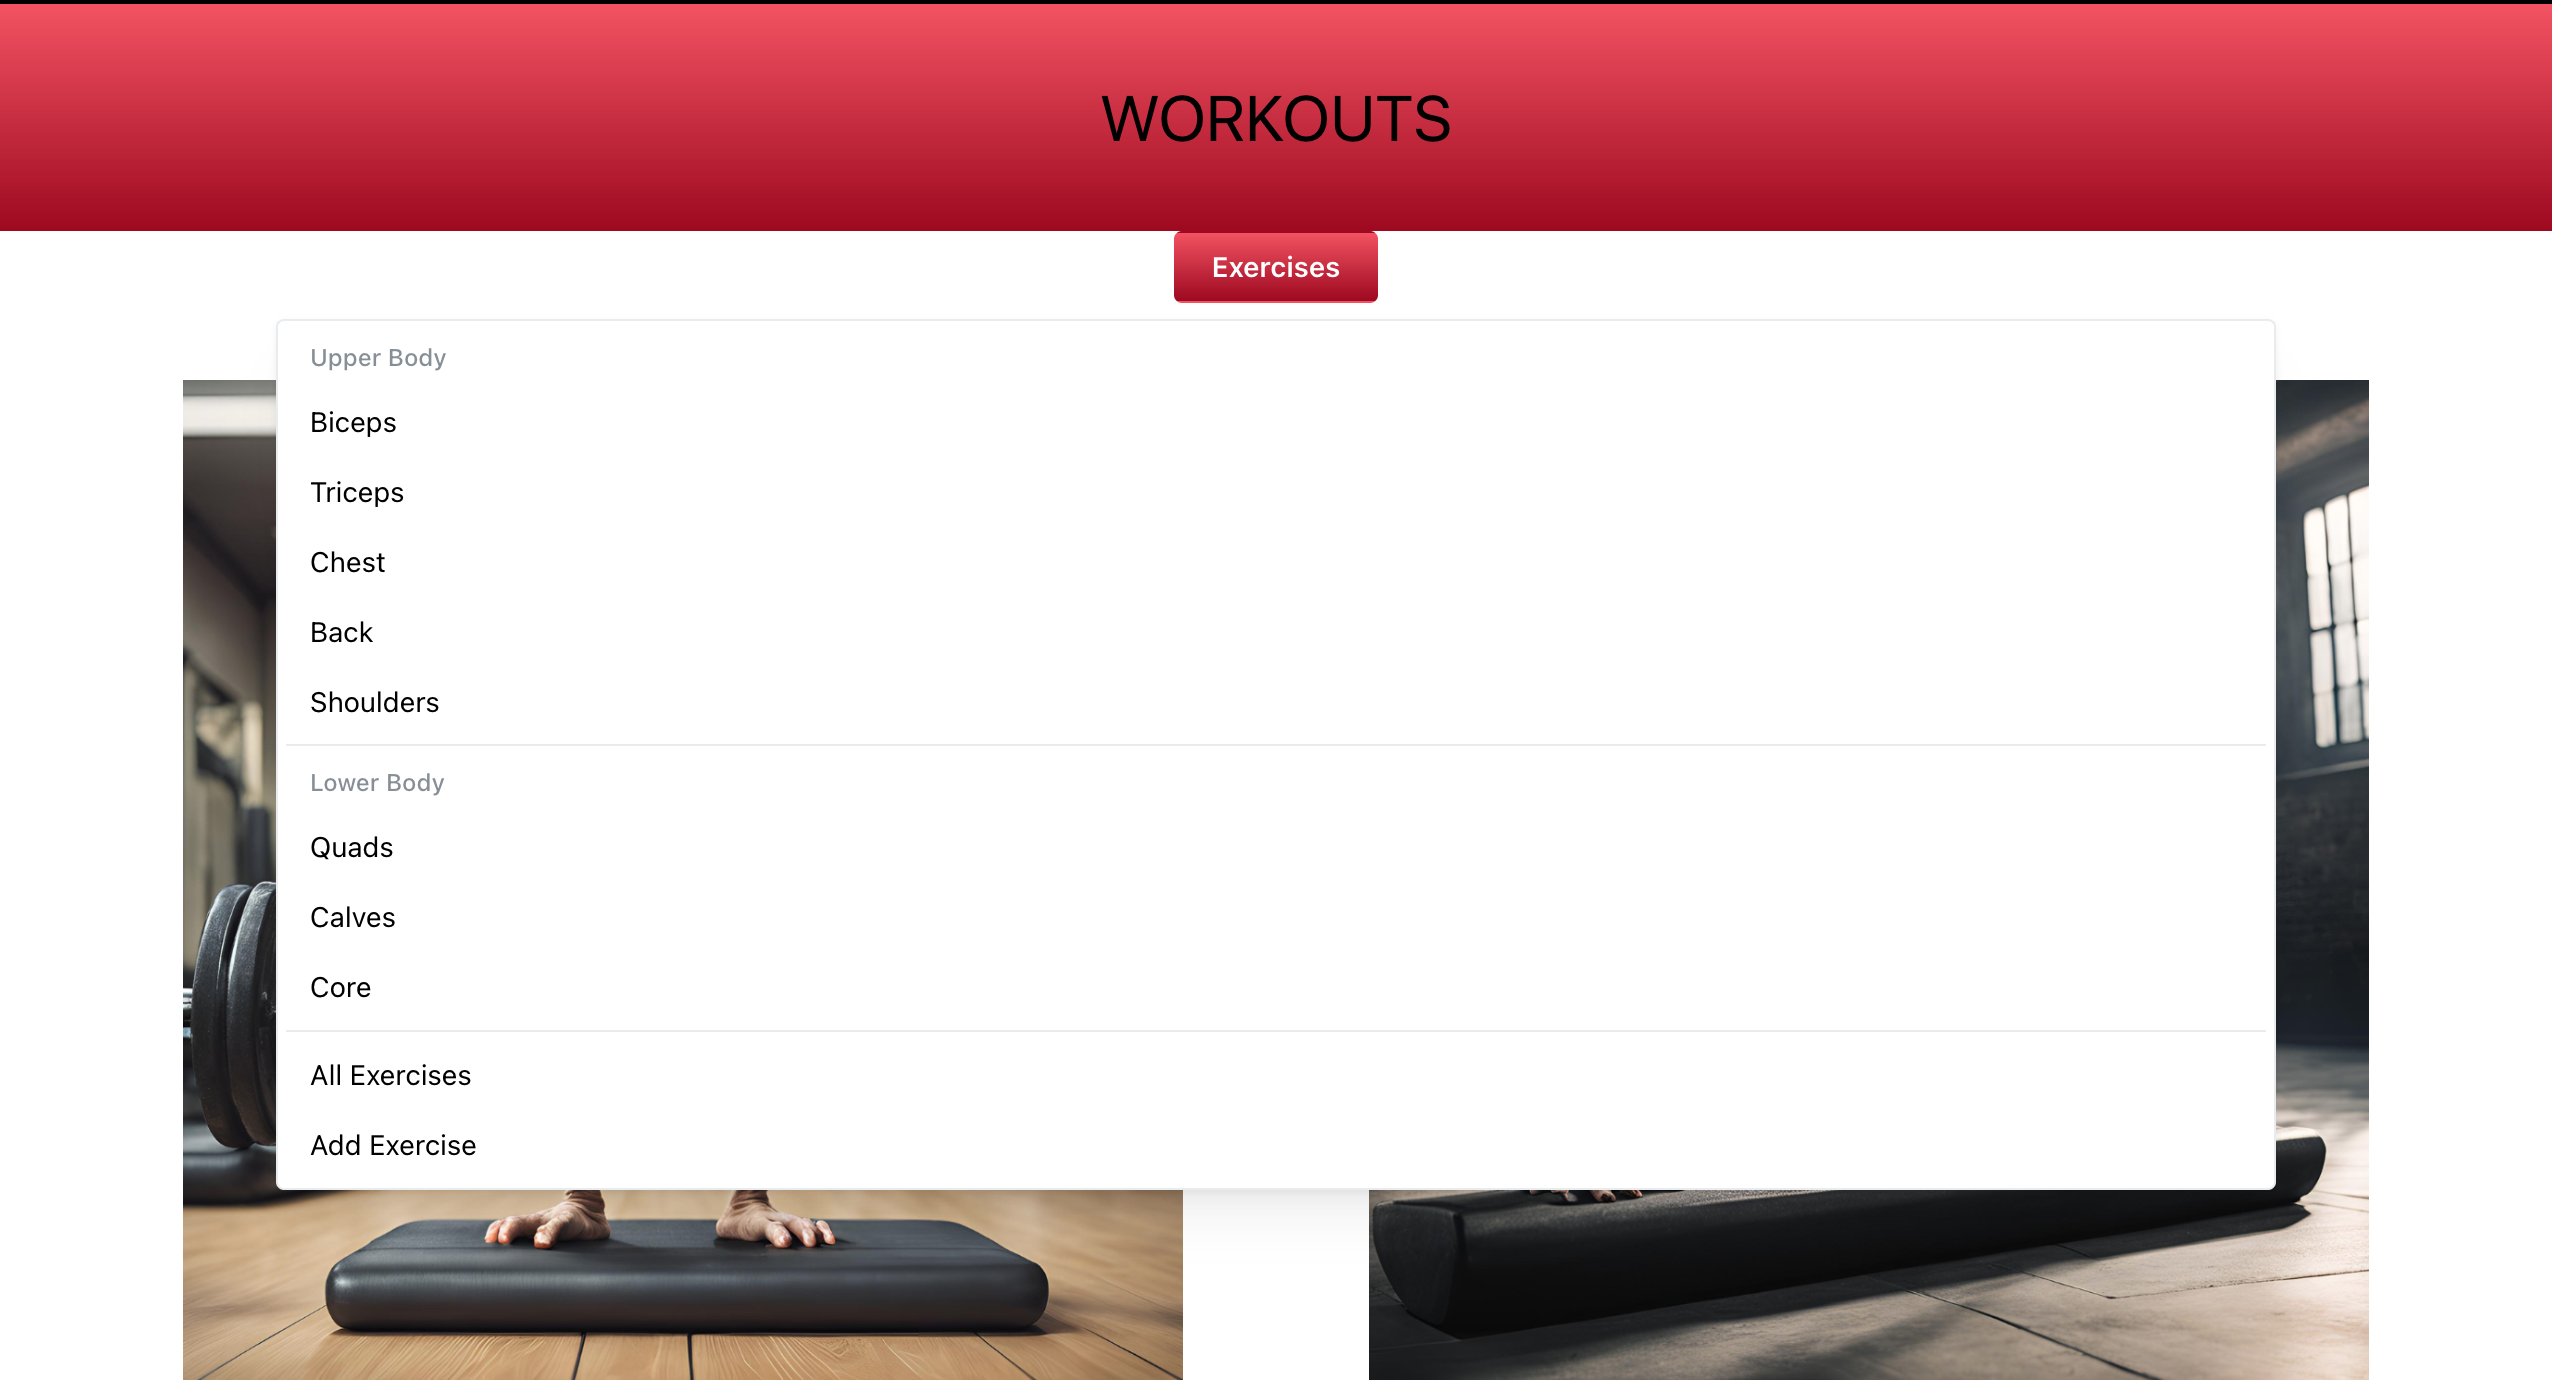 WORKOUTS
Exercises
Upper Body
Biceps
Triceps
Chest
Back
Shoulders
Lower Body
Quads
Calves
Core
All Exercises
Add Exercise